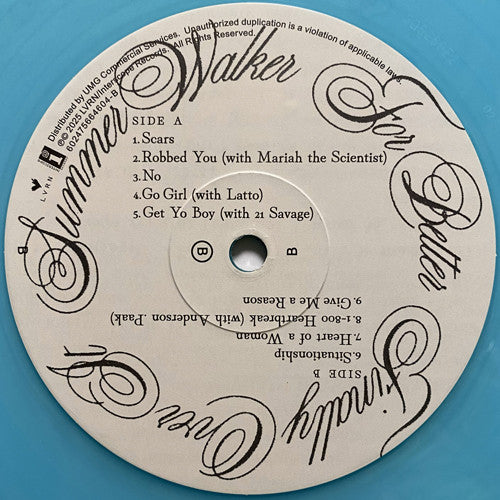 Summer Walker
For Better
Finally Over It
Distributed by UMG Commercial Services. Unauthorized duplication is a violation of applicable laws.
℗© 2025 LVRN/Interscope Records. All Rights Reserved.
602475664604-B
LVRN
i
B
SIDE A
1.Scars
2.Robbed You (with Mariah the Scientist)
3.No
4.Go Girl (with Latto)
5.Get Yo Boy (with 21 Savage)
B
B
SIDE B
6.Situationship
7.Heart of a Woman
8.1-800 Heartbreak (with Anderson .Paak)
9.Give Me a Reason